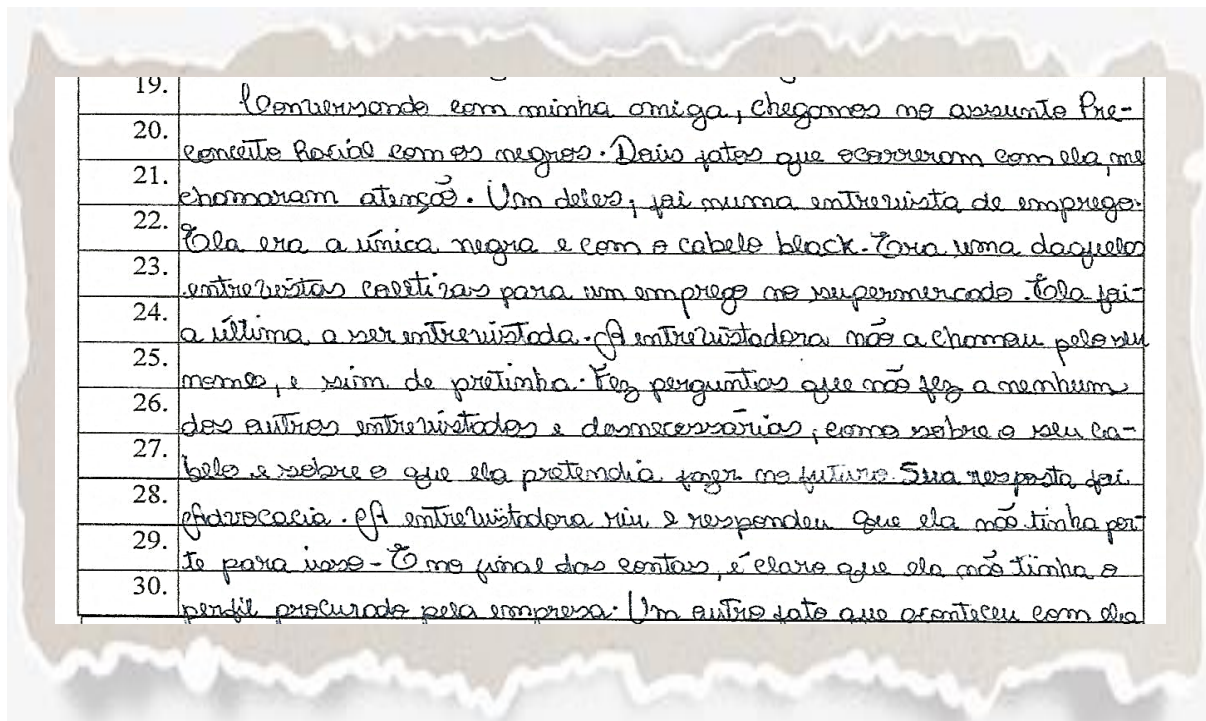 19.
Conversando com minha amiga, chegamos no assunto Pre-
20.
conceito Racial com os negros. Dois fatos que ocorreram com ela, me
21.
chamaram atenção. Um deles, foi numa entrevista de emprego.
22.
Ela era a única negra e com o cabelo black. Era uma daquelas
23.
entrevistas coletivas para um emprego no supermercado. Ela foi
24.
a última a ser entrevistada. A entrevistadora não a chamou pelo seu
25.
nome, e sim de pretinha. Fez perguntas que não fez a nenhum
26.
dos outros entrevistados e desnecessárias, como sobre o seu ca-
27.
belo e sobre o que ela pretendia fazer no futuro. Sua resposta foi
28.
Advocacia. A entrevistadora riu e respondeu que ela não tinha por-
29.
te para isso - E no final das contas, é claro que ela não tinha o
30.
perfil procurado pela empresa. Um outro fato que aconteceu com ela